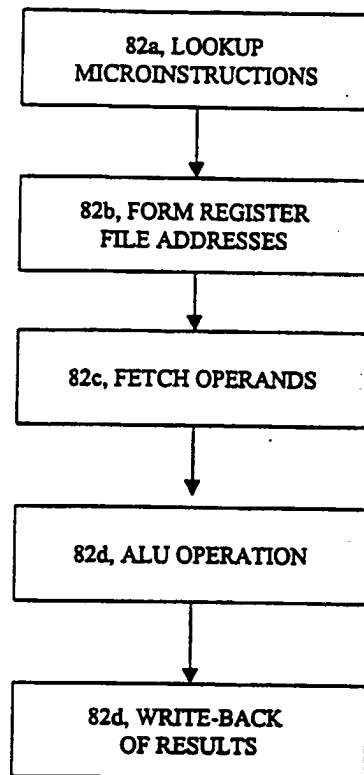 82a, LOOKUP
MICROINSTRUCTIONS
82b, FORM REGISTER
FILE ADDRESSES
82c, FETCH OPERANDS
82d, ALU OPERATION
82d, WRITE-BACK
OF RESULTS